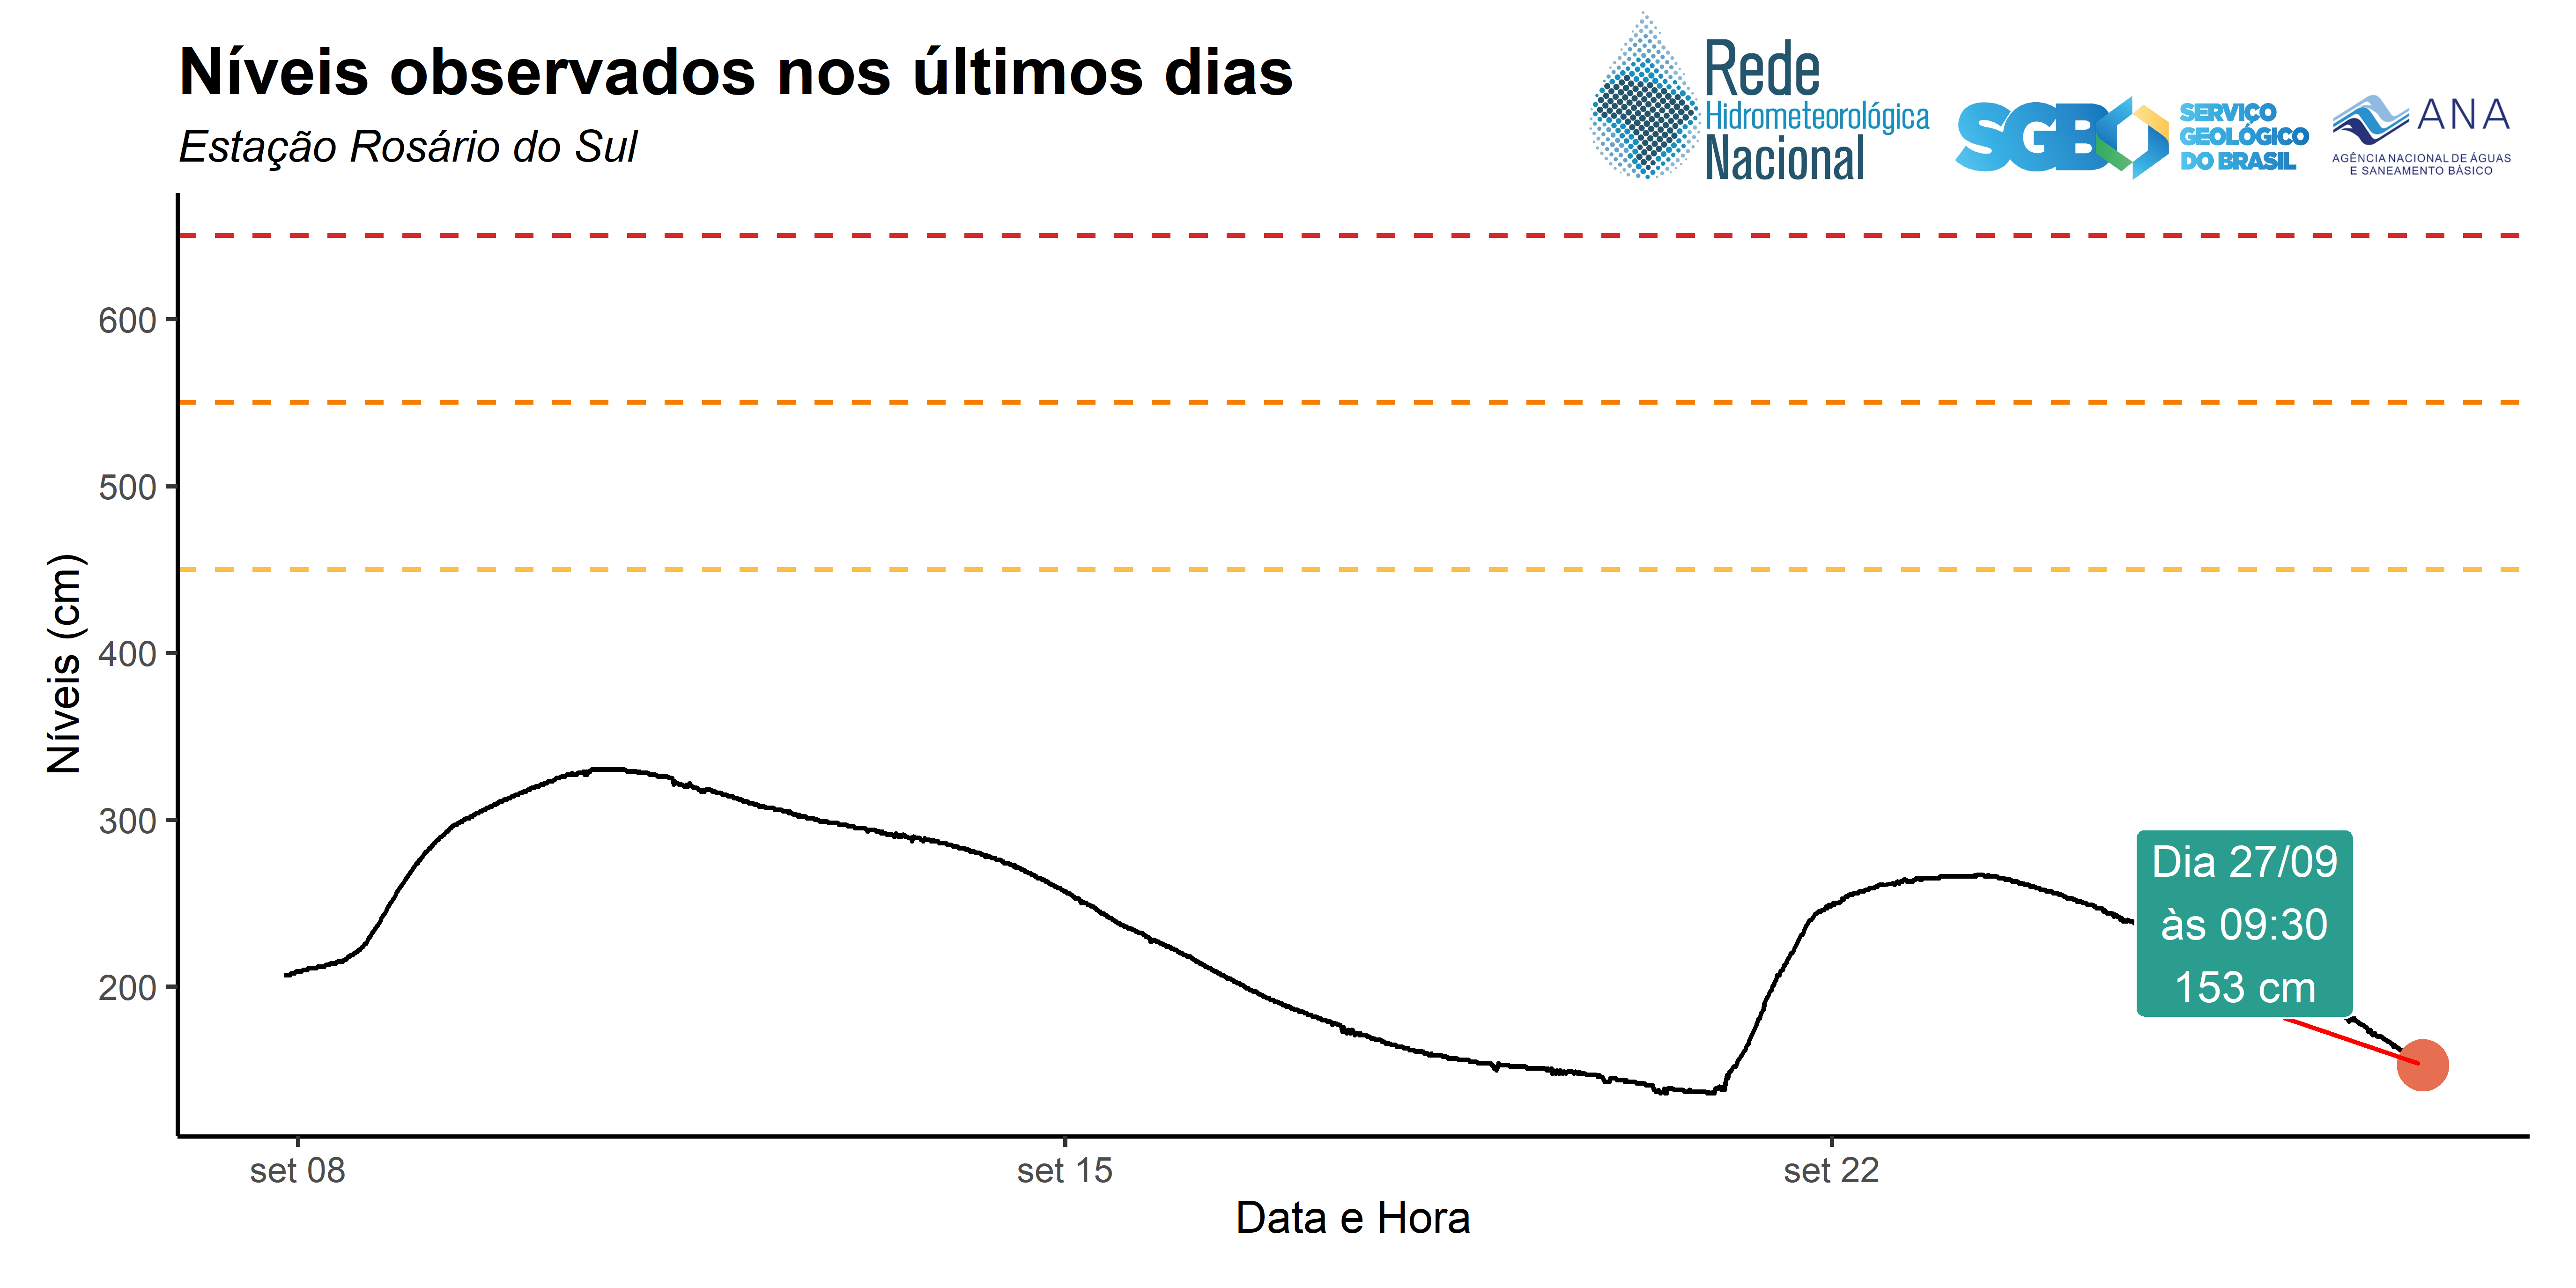 Níveis observados nos últimos dias
Estação Rosário do Sul
Rede
Hidrometeorológica
Nacional
SGB
SERVIÇO
GEOLÓGICO
DO BRASIL
ANA
AGÊNCIA NACIONAL DE ÁGUAS
E SANEAMENTO BÁSICO
Níveis (cm)
600
500
400
300
200
Dia 27/09
às 09:30
153 cm
set 08
set 15
set 22
Data e Hora